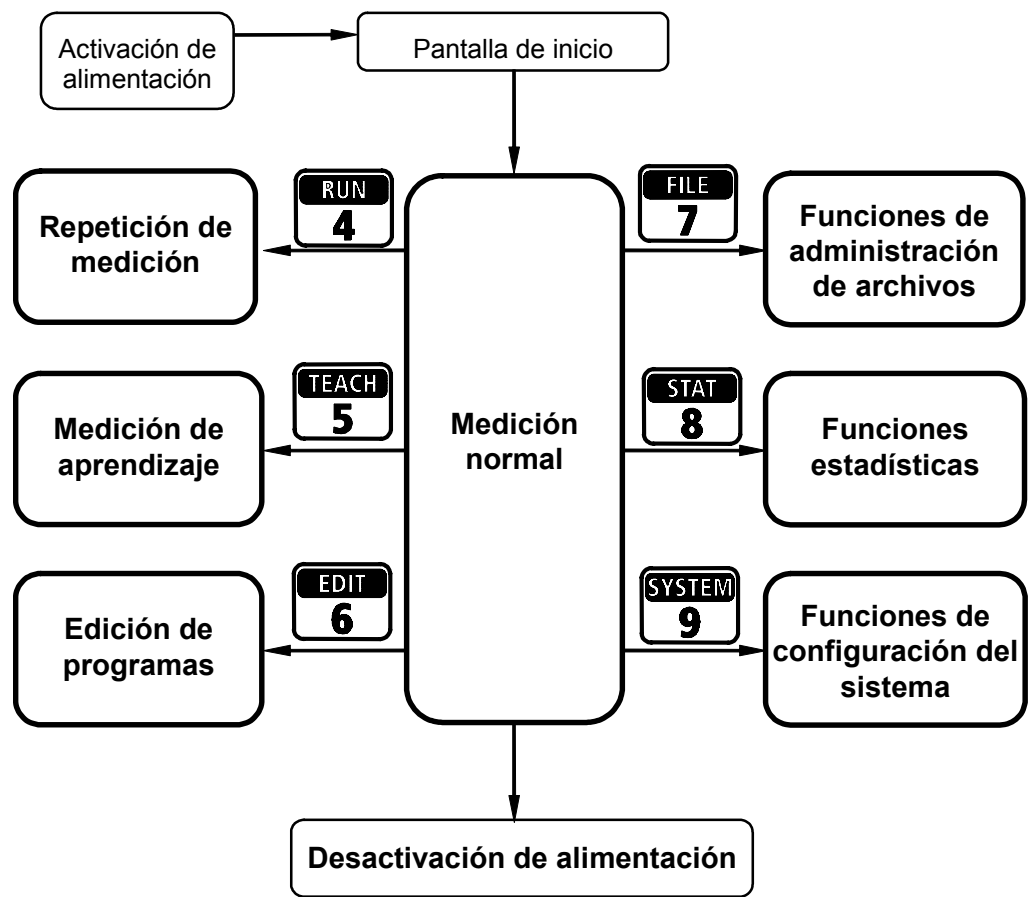 Activación de
alimentación
Pantalla de inicio
RUN
4
Repetición de
medición
FILE
7
Funciones de
administración
de archivos
TEACH
5
Medición de
aprendizaje
Medición
normal
STAT
8
Funciones
estadísticas
EDIT
6
Edición de
programas
SYSTEM
9
Funciones de
configuración del
sistema
Desactivación de alimentación